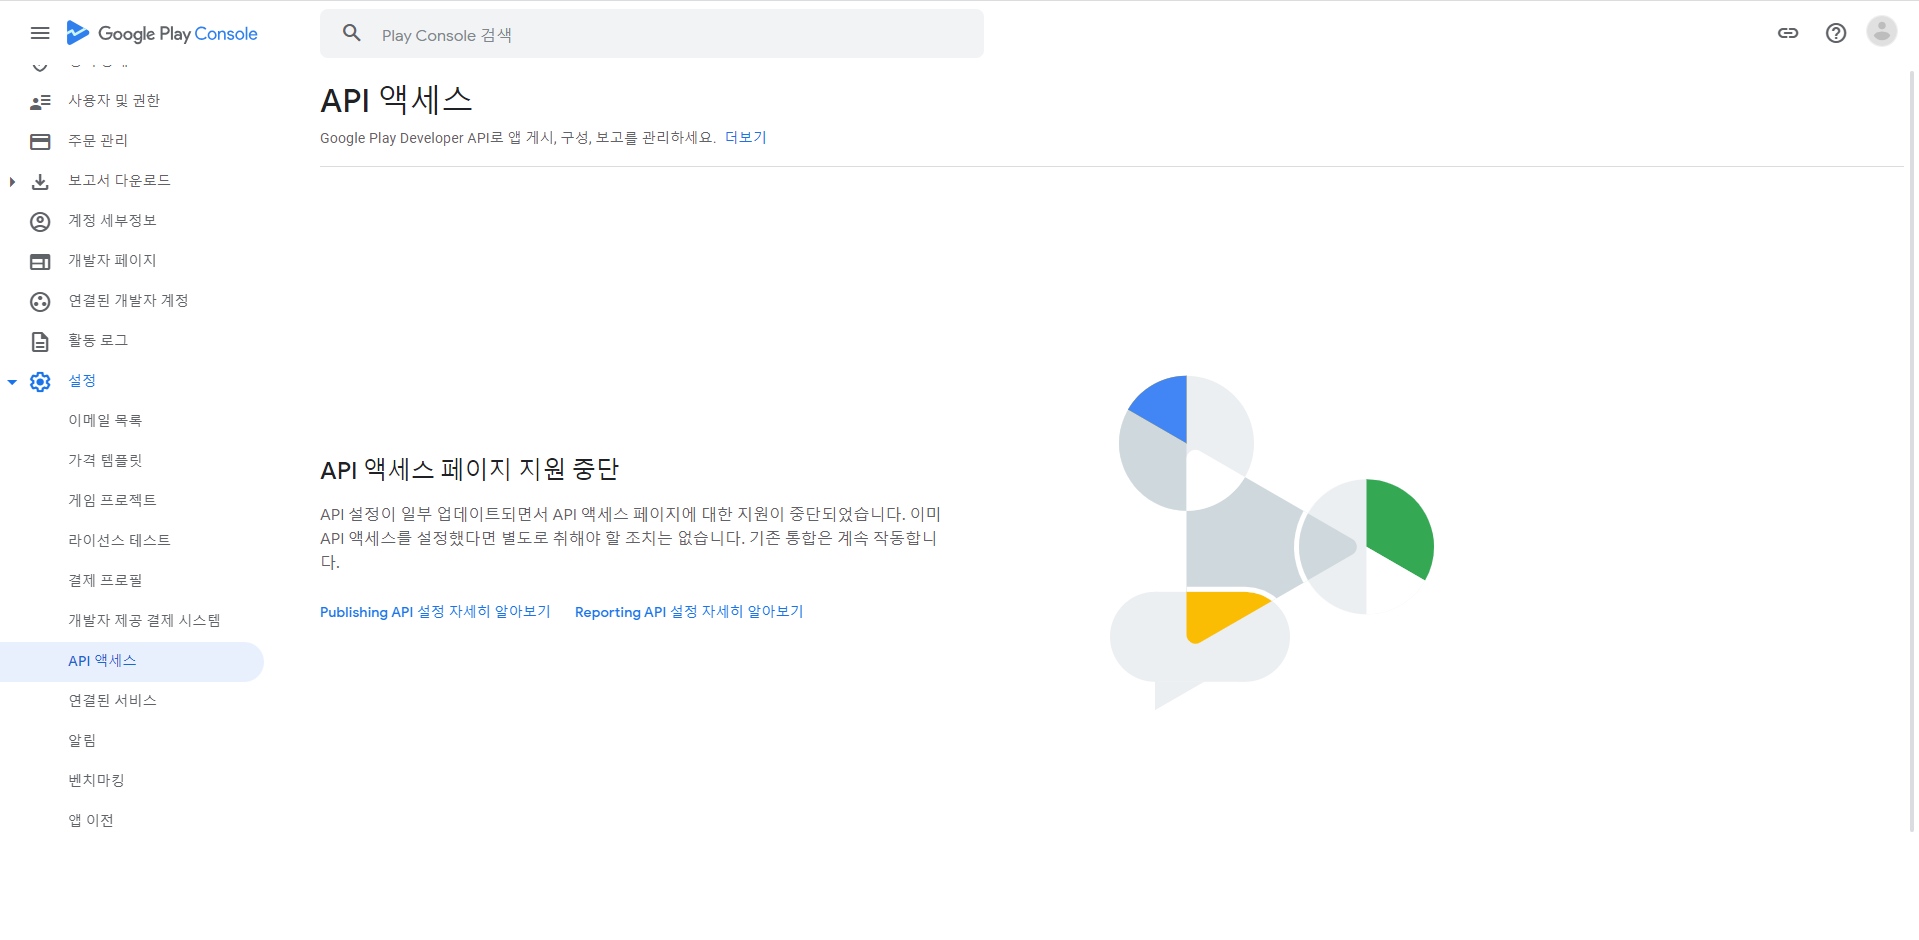 Google Play Console
Play Console 검색
사용자 및 권한
주문 관리
보고서 다운로드
계정 세부정보
개발자 페이지
연결된 개발자 계정
활동 로그
설정
이메일 목록
가격 템플릿
게임 프로젝트
라이선스 테스트
결제 프로필
개발자 제공 결제 시스템
API 액세스
연결된 서비스
알림
벤치마킹
앱 이전
API 액세스
Google Play Developer API로 앱 게시, 구성, 보고를 관리하세요. 더보기
API 액세스 페이지 지원 중단
API 설정이 일부 업데이트되면서 API 액세스 페이지에 대한 지원이 중단되었습니다. 이미
API 액세스를 설정했다면 별도로 취해야 할 조치는 없습니다. 기존 통합은 계속 작동합니
다.
Publishing API 설정 자세히 알아보기 Reporting API 설정 자세히 알아보기